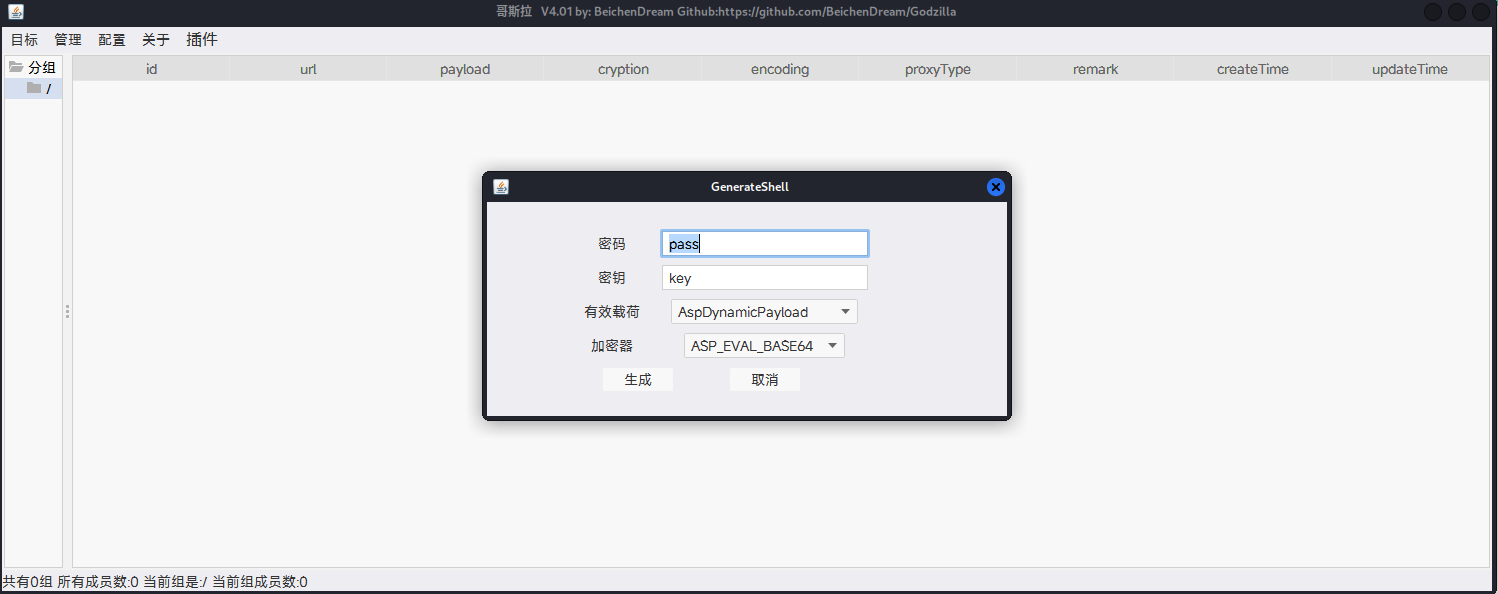 哥斯拉 V4.01 by: BeichenDream Github:https://github.com/BeichenDream/Godzilla
目标 管理 配置 关于 插件
分组
/
id url payload cryption encoding proxyType remark createTime updateTime
GenerateShell
密码 pass
密钥 key
有效载荷 AspDynamicPayload
加密器 ASP_EVAL_BASE64
生成 取消
共有0组 所有成员数:0 当前组是:/ 当前组成员数:0